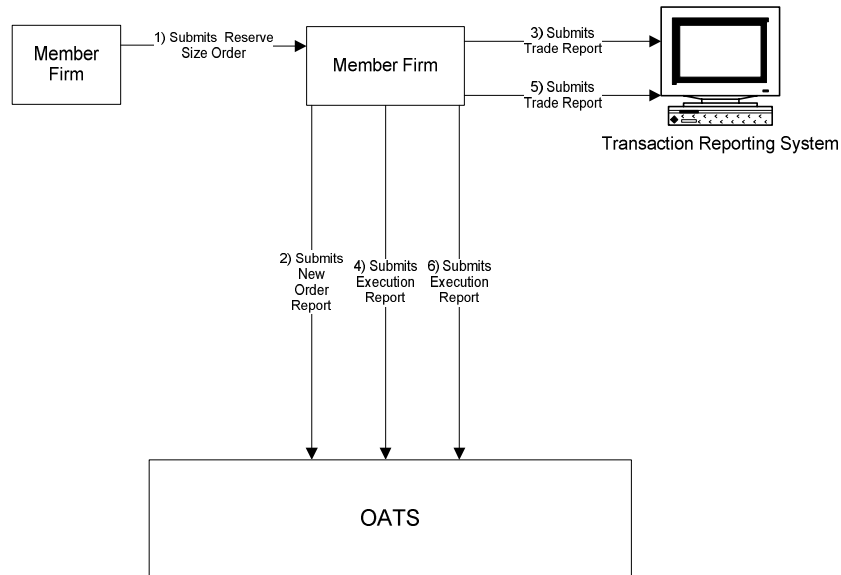 Member
Firm
1) Submits Reserve
Size Order
Member Firm
3) Submits
Trade Report
5) Submits
Trade Report
Transaction Reporting System
2) Submits
New
Order
Report
4) Submits
Execution
Report
6) Submits
Execution
Report
OATS